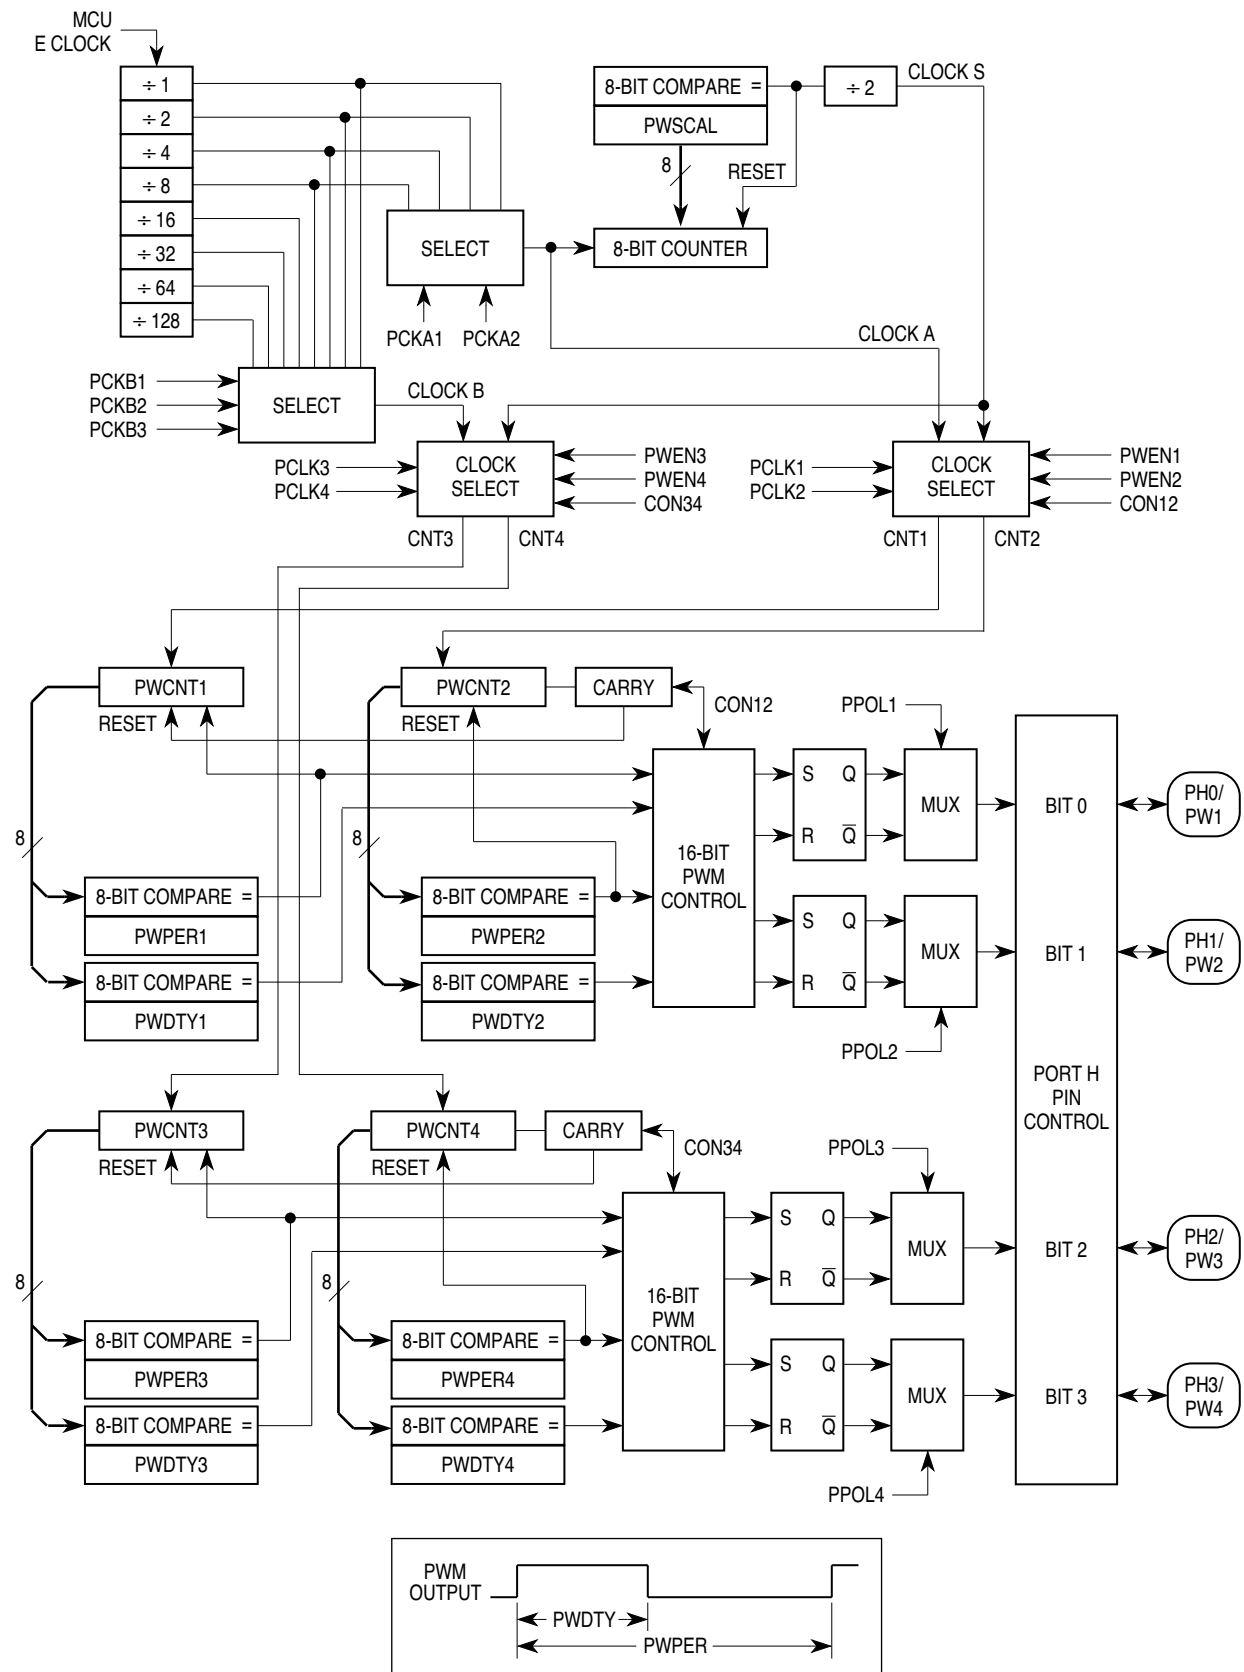 MCU
E CLOCK
÷ 1
÷ 2
÷ 4
÷ 8
÷ 16
÷ 32
÷ 64
÷ 128
SELECT
PCKA1
PCKA2
8-BIT COMPARE =
PWSCAL
8
RESET
8-BIT COUNTER
÷ 2
CLOCK S
CLOCK A
PCKB1
PCKB2
PCKB3
SELECT
CLOCK B
PCLK3
PCLK4
CLOCK
SELECT
PWEN3
PWEN4
CON34
CNT3
CNT4
PCLK1
PCLK2
CLOCK
SELECT
PWEN1
PWEN2
CON12
CNT1
CNT2
PWCNT1
RESET
8
8-BIT COMPARE =
PWPER1
8-BIT COMPARE =
PWDTY1
PWCNT2
CARRY
RESET
8
8-BIT COMPARE =
PWPER2
8-BIT COMPARE =
PWDTY2
CON12
16-BIT
PWM
CONTROL
S Q
R Q̅
S Q
R Q̅
PPOL1
MUX
MUX
PPOL2
BIT 0
BIT 1
PORT H
PIN
CONTROL
BIT 2
BIT 3
PH0/
PW1
PH1/
PW2
PH2/
PW3
PH3/
PW4
PWCNT3
RESET
8
8-BIT COMPARE =
PWPER3
8-BIT COMPARE =
PWDTY3
PWCNT4
CARRY
RESET
8
8-BIT COMPARE =
PWPER4
8-BIT COMPARE =
PWDTY4
CON34
16-BIT
PWM
CONTROL
S Q
R Q̅
S Q
R Q̅
PPOL3
MUX
MUX
PPOL4
PWM
OUTPUT
PWDTY
PWPER